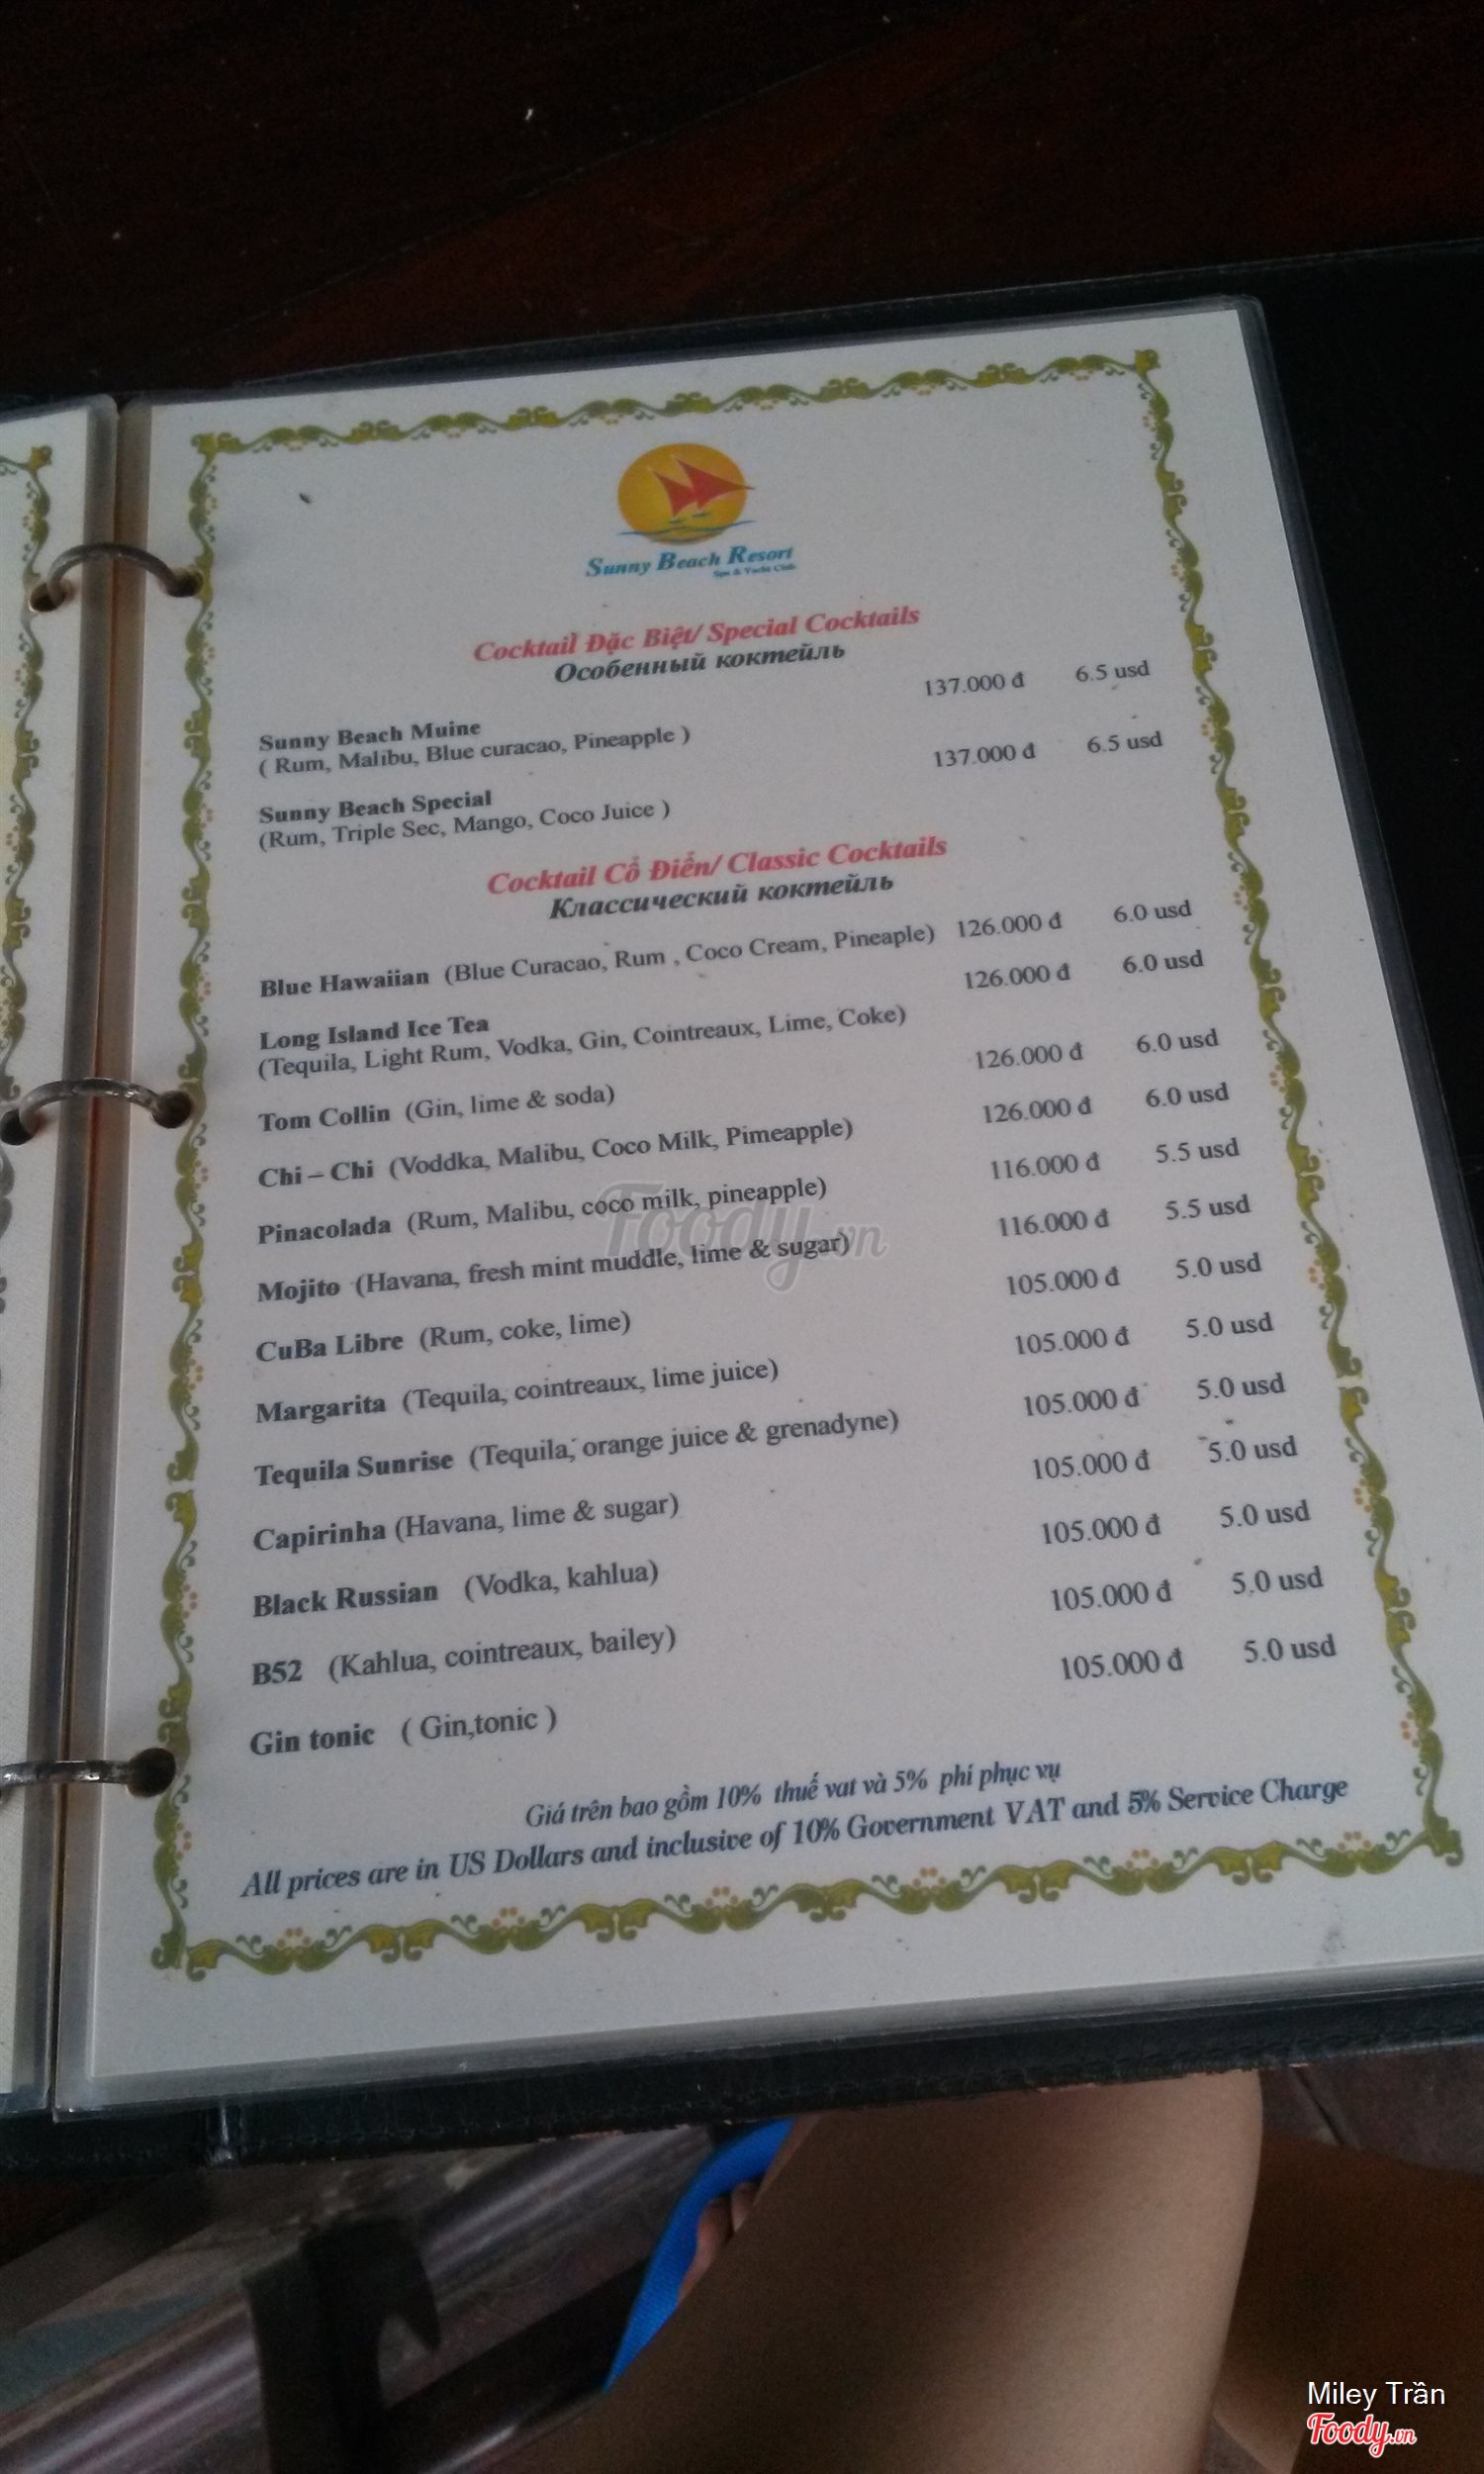 Sunny Beach Resort
Spa & Yacht Club
Cocktail Đặc Biệt/ Special Cocktails
Особенный коктейль
Sunny Beach Muine 137.000 đ 6.5 usd
( Rum, Malibu, Blue curacao, Pineapple )
Sunny Beach Special 137.000 đ 6.5 usd
(Rum, Triple Sec, Mango, Coco Juice )
Cocktail Cổ Điển/ Classic Cocktails
Классический коктейль
Blue Hawaiian (Blue Curacao, Rum , Coco Cream, Pineaple) 126.000 đ 6.0 usd
Long Island Ice Tea 126.000 đ 6.0 usd
(Tequila, Light Rum, Vodka, Gin, Cointreaux, Lime, Coke)
Tom Collin (Gin, lime & soda) 126.000 đ 6.0 usd
Chi – Chi (Voddka, Malibu, Coco Milk, Pimeapple) 126.000 đ 6.0 usd
Pinacolada (Rum, Malibu, coco milk, pineapple) 116.000 đ 5.5 usd
Mojito (Havana, fresh mint muddle, lime & sugar) 116.000 đ 5.5 usd
CuBa Libre (Rum, coke, lime) 105.000 đ 5.0 usd
Margarita (Tequila, cointreaux, lime juice) 105.000 đ 5.0 usd
Tequila Sunrise (Tequila, orange juice & grenadyne) 105.000 đ 5.0 usd
Capirinha (Havana, lime & sugar) 105.000 đ 5.0 usd
Black Russian (Vodka, kahlua) 105.000 đ 5.0 usd
B52 (Kahlua, cointreaux, bailey) 105.000 đ 5.0 usd
Gin tonic ( Gin,tonic ) 105.000 đ 5.0 usd
Giá trên bao gồm 10% thuế vat và 5% phí phục vụ
All prices are in US Dollars and inclusive of 10% Government VAT and 5% Service Charge
Foody.vn
Miley Trần
Foody.vn